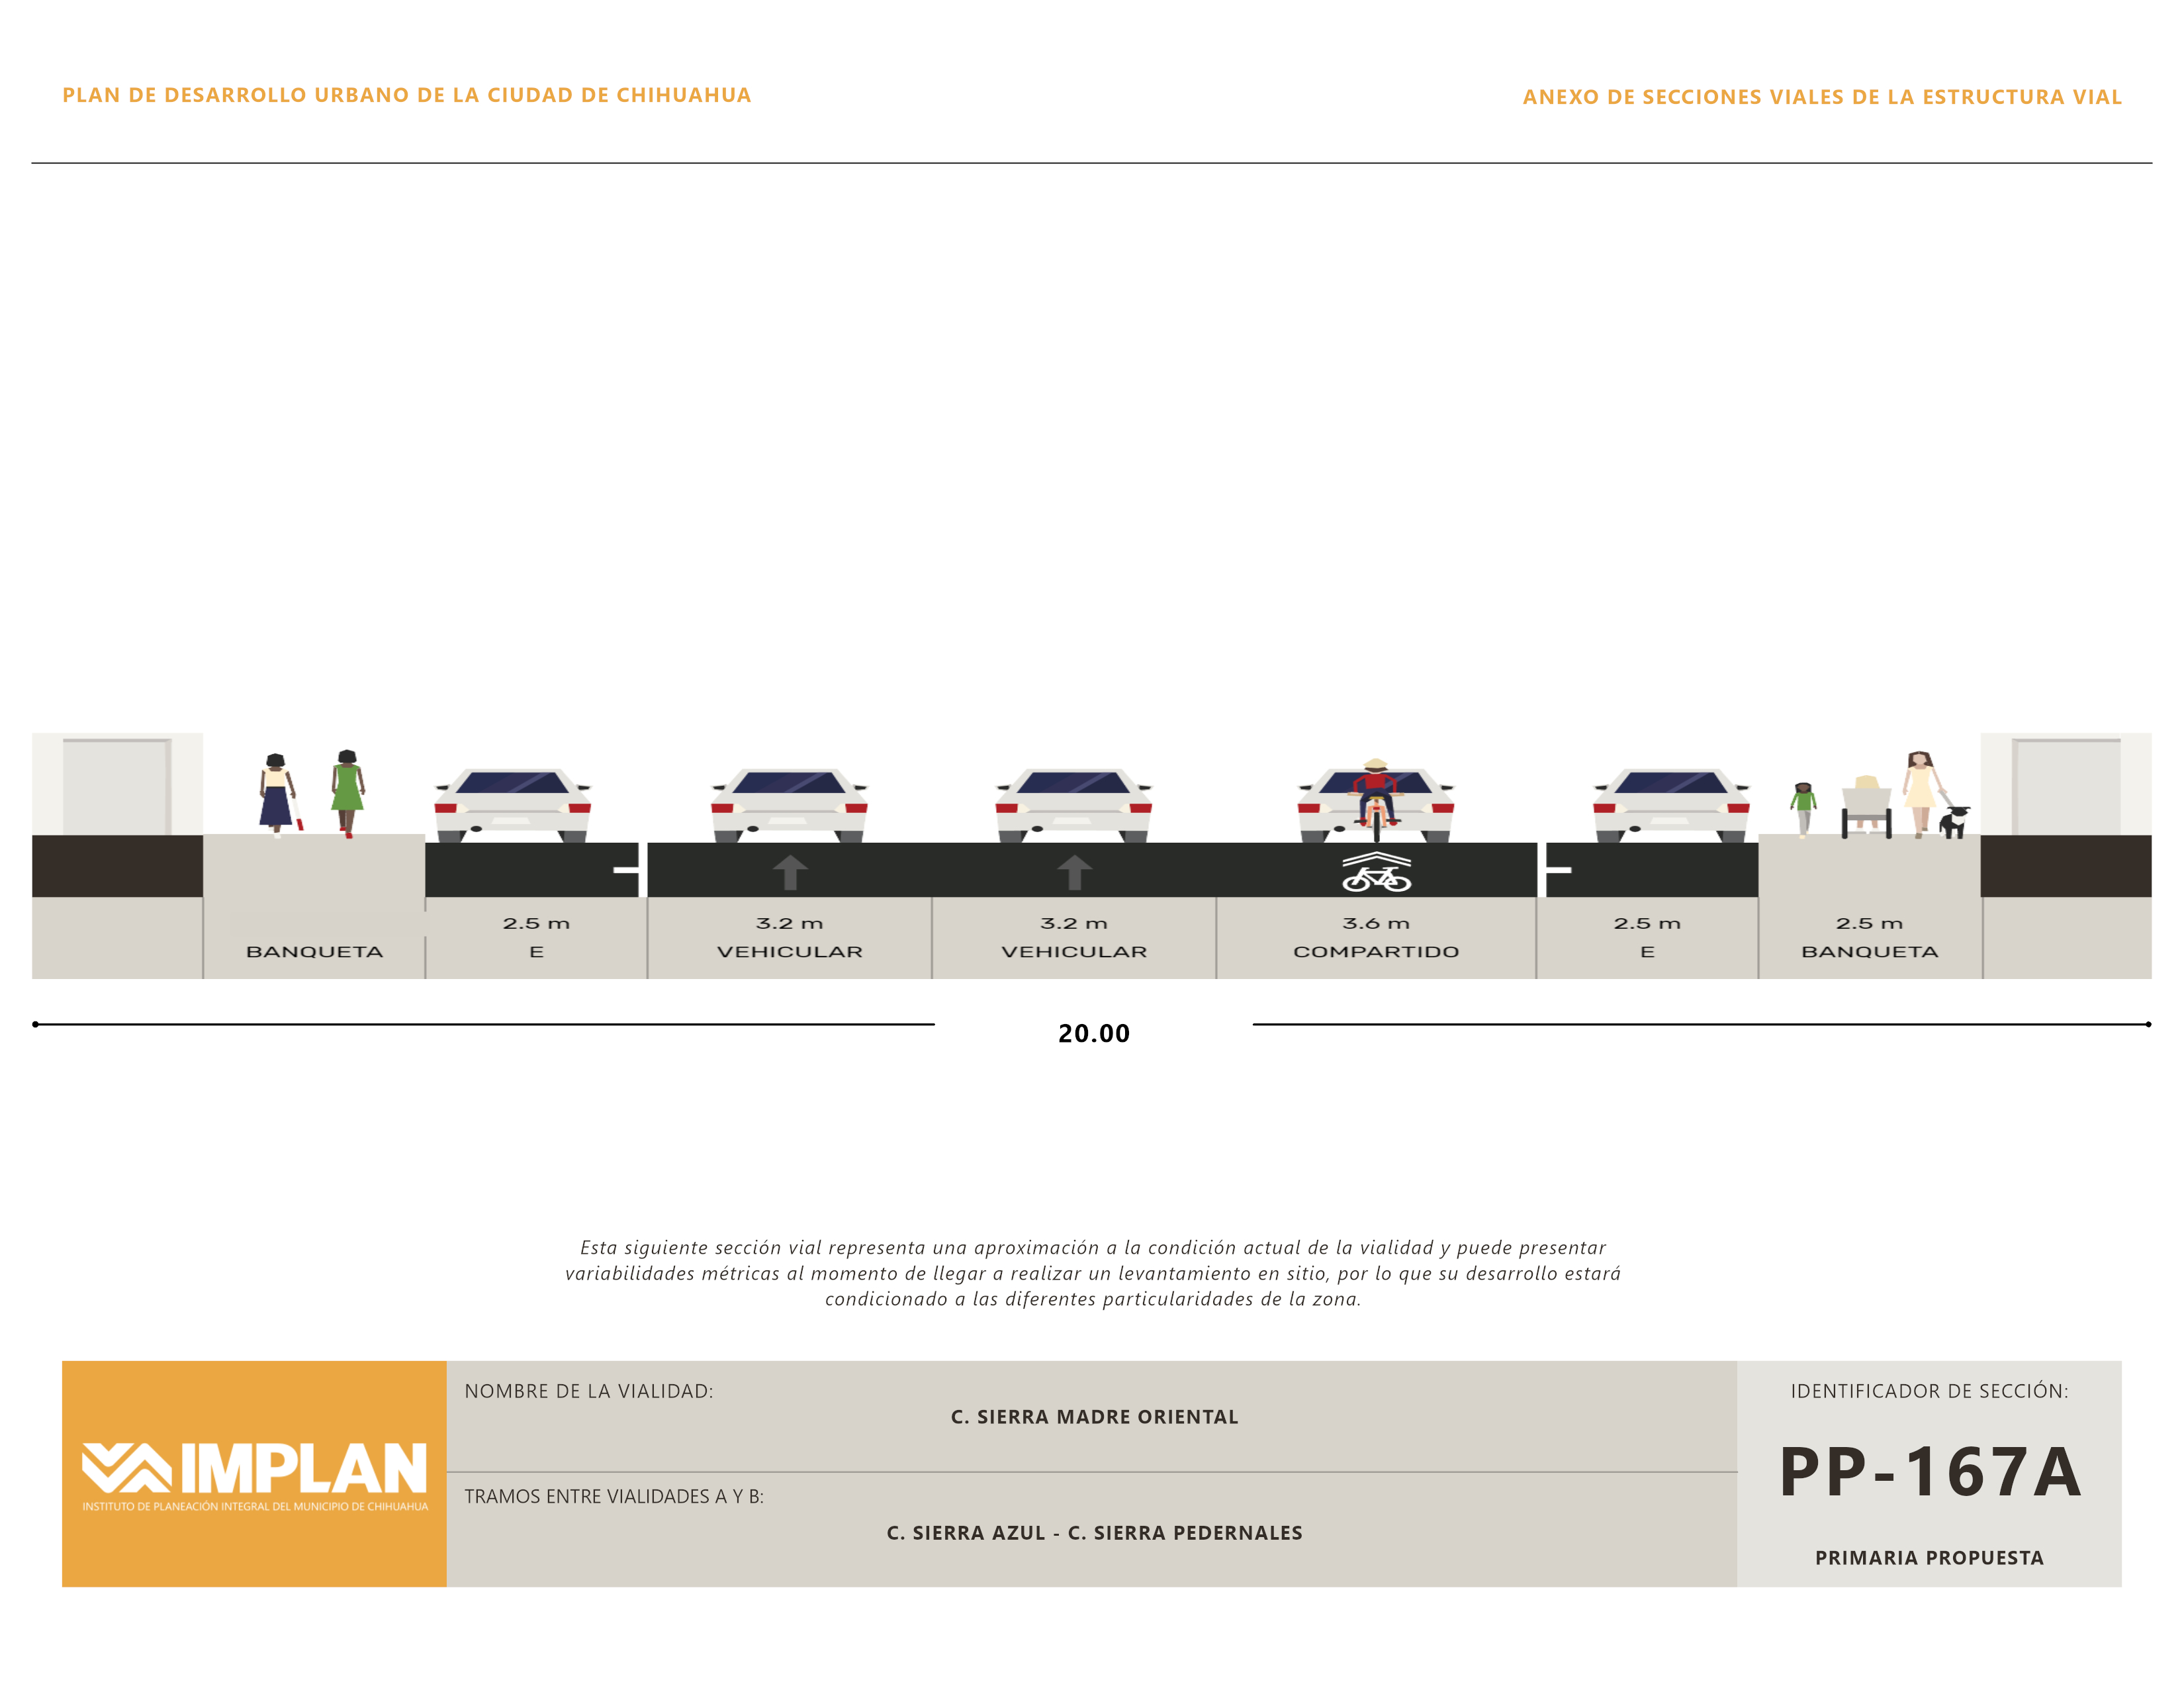 PLAN DE DESARROLLO URBANO DE LA CIUDAD DE CHIHUAHUA
ANEXO DE SECCIONES VIALES DE LA ESTRUCTURA VIAL
2.5 m 3.2 m 3.2 m 3.6 m 2.5 m 2.5 m
BANQUETA E VEHICULAR VEHICULAR COMPARTIDO E BANQUETA
20.00
Esta siguiente sección vial representa una aproximación a la condición actual de la vialidad y puede presentar
variabilidades métricas al momento de llegar a realizar un levantamiento en sitio, por lo que su desarrollo estará
condicionado a las diferentes particularidades de la zona.
IMPLAN
INSTITUTO DE PLANEACIÓN INTEGRAL DEL MUNICIPIO DE CHIHUAHUA
NOMBRE DE LA VIALIDAD:
C. SIERRA MADRE ORIENTAL
TRAMOS ENTRE VIALIDADES A Y B:
C. SIERRA AZUL - C. SIERRA PEDERNALES
IDENTIFICADOR DE SECCIÓN:
PP-167A
PRIMARIA PROPUESTA